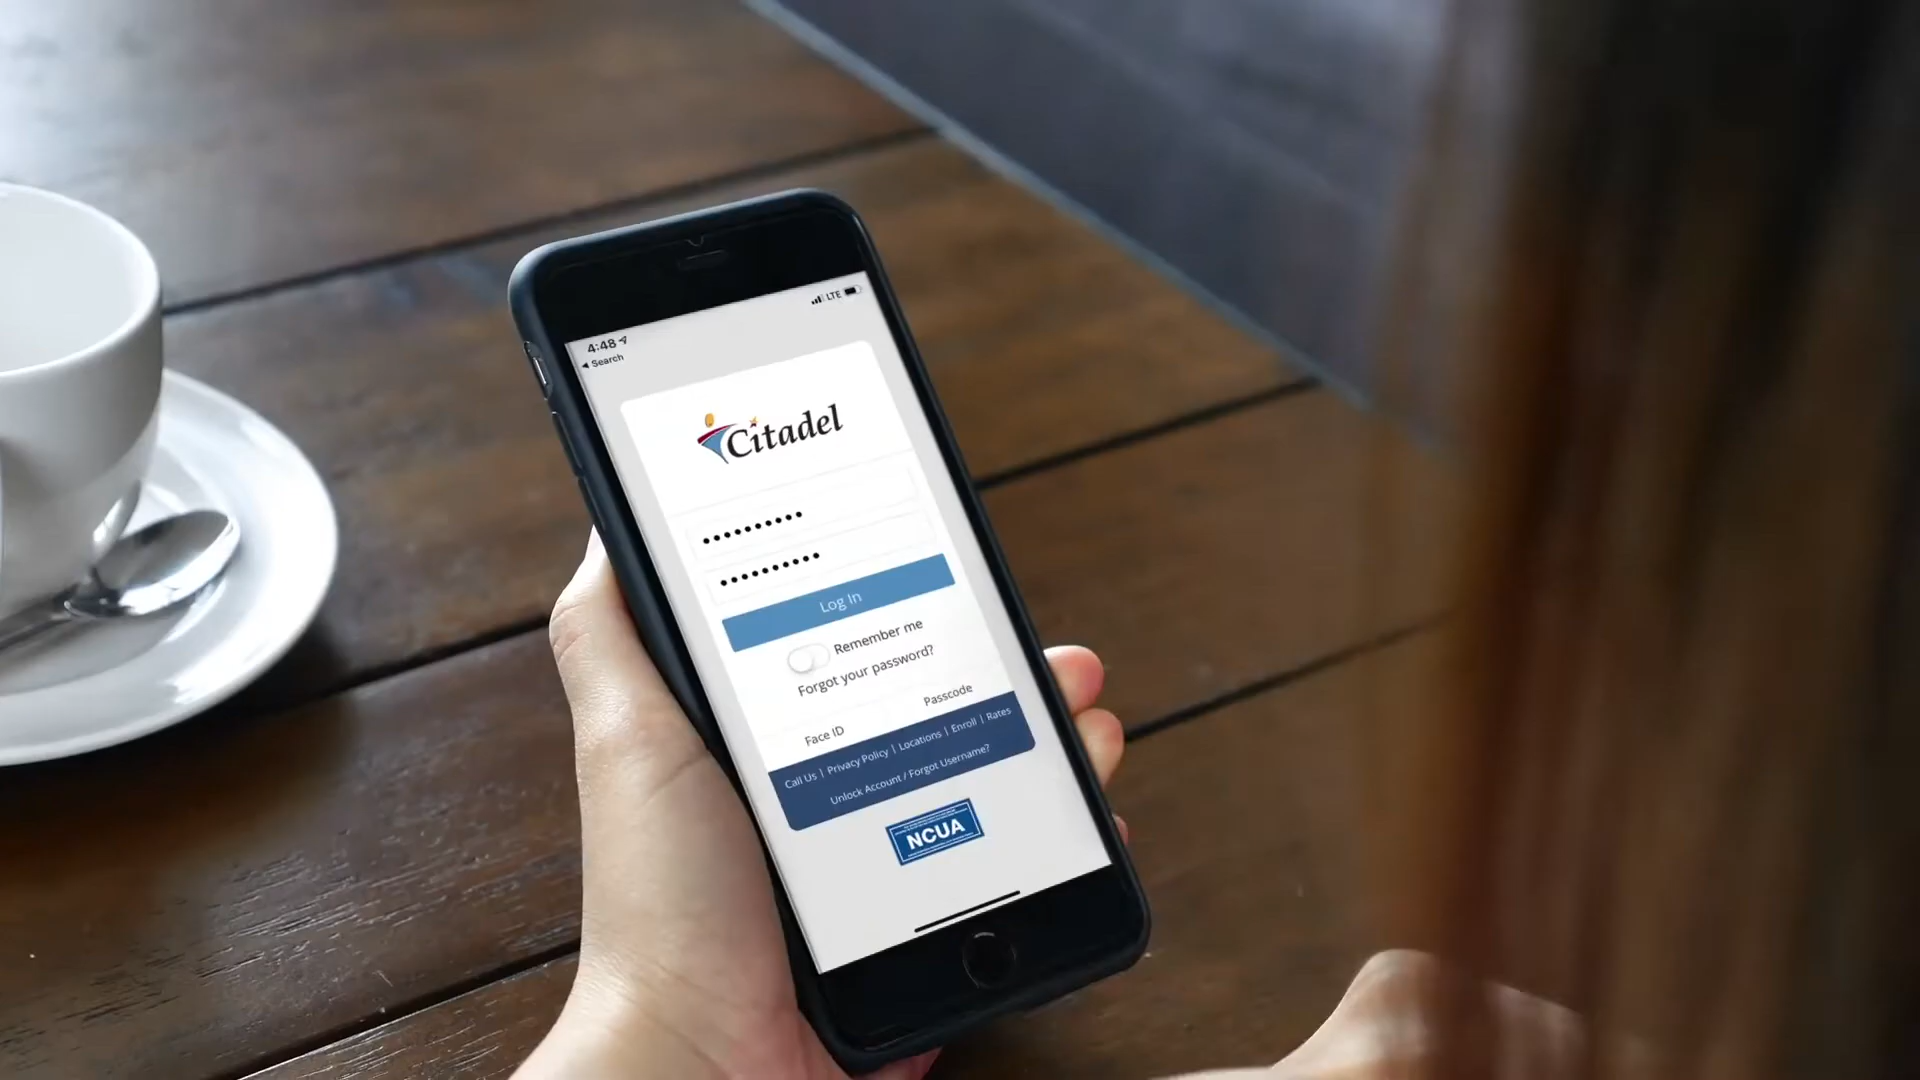 LTE
4:48
◀ Search
Citadel
••••••••••
••••••••••
Log In
Remember me
Forgot your password?
Face ID
Passcode
Call Us | Privacy Policy | Locations | Enroll | Rates
Unlock Account / Forgot Username?
NCUA